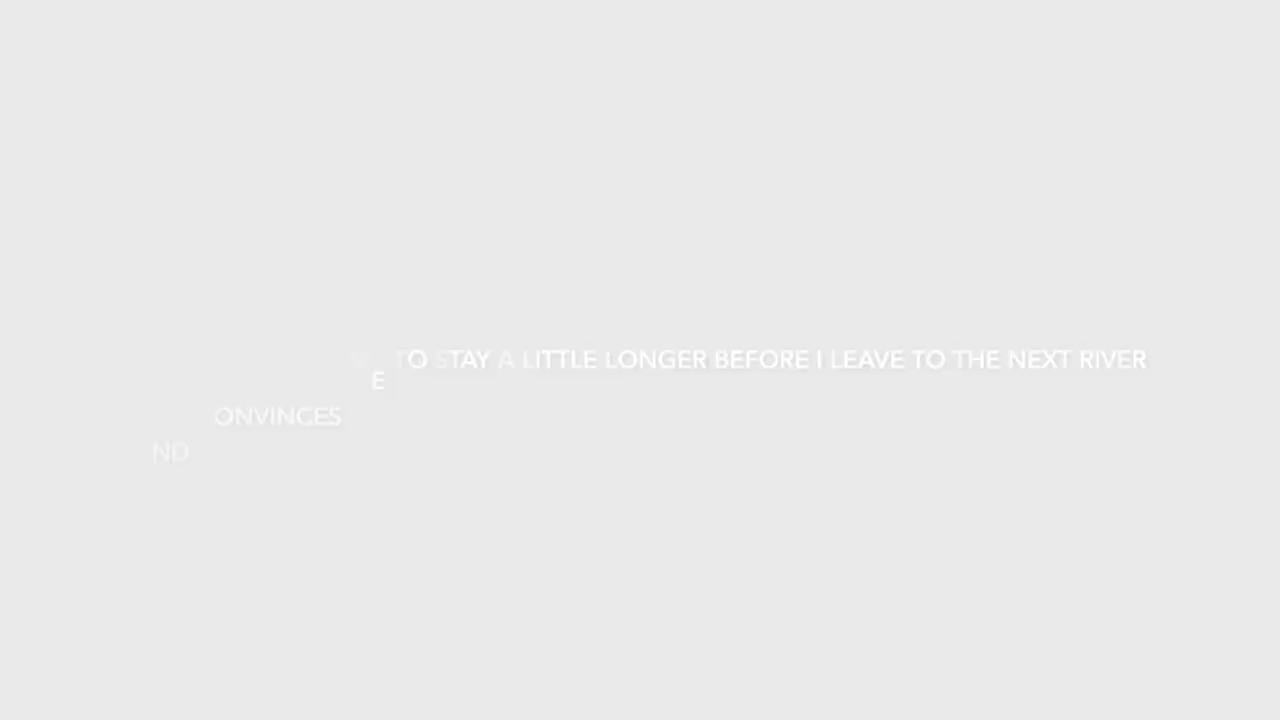 TO STAY A LITTLE LONGER BEFORE I LEAVE TO THE NEXT RIVER
E
ONVINCES
ND